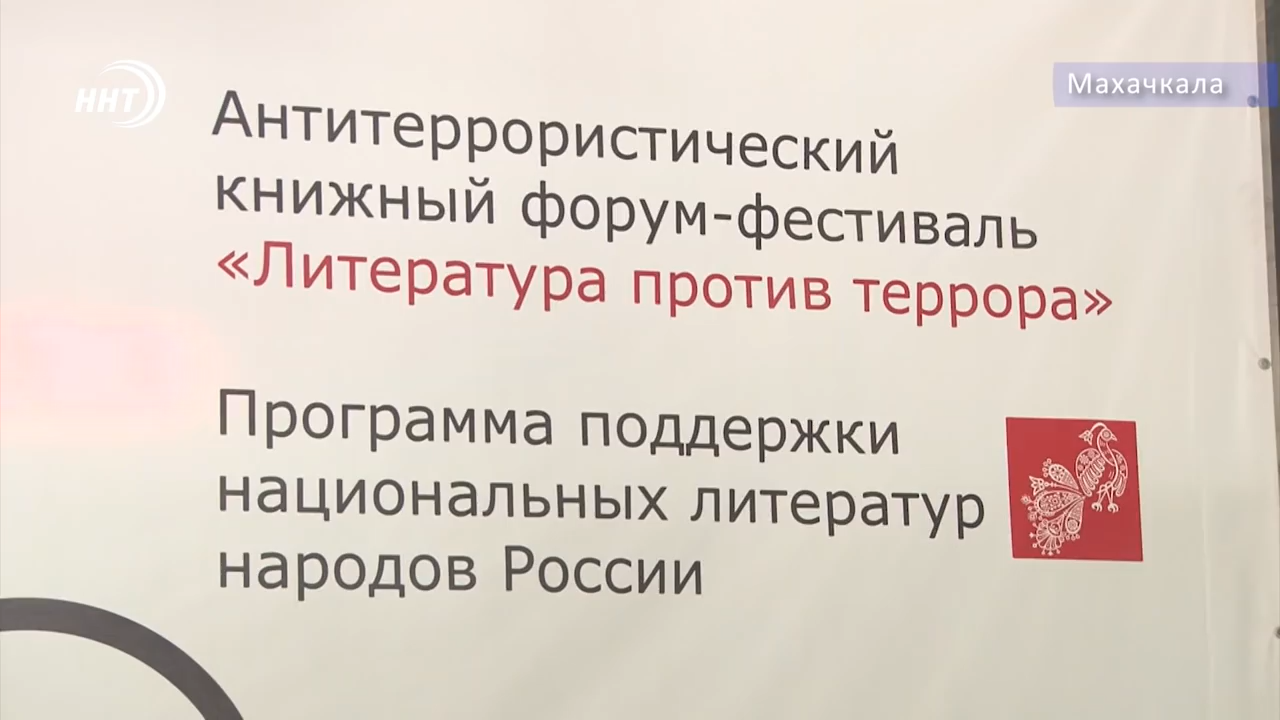 ННТ
Махачкала
Антитеррористический
книжный форум-фестиваль
«Литература против террора»
Программа поддержки
национальных литератур
народов России